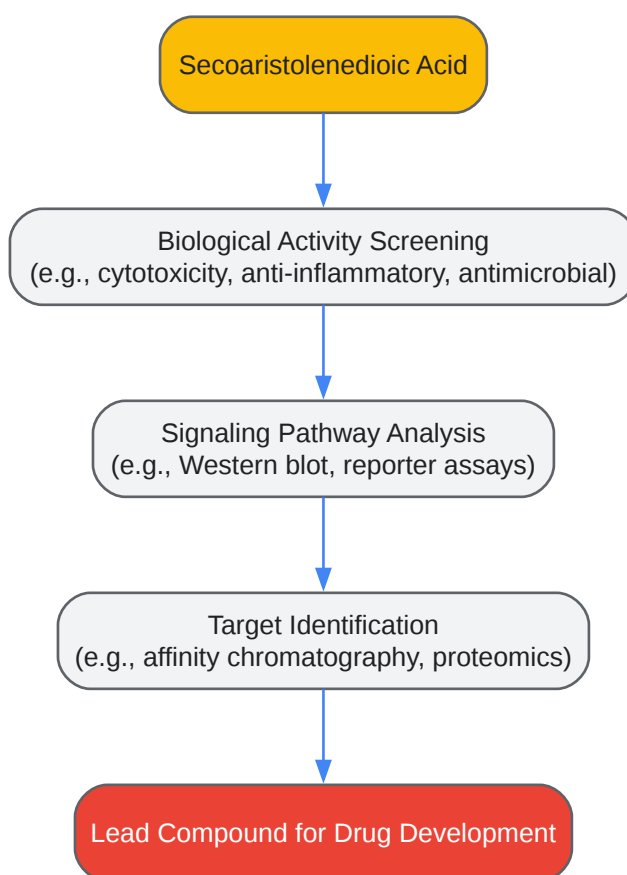 Secoaristolenedioic Acid
Biological Activity Screening
(e.g., cytotoxicity, anti-inflammatory, antimicrobial)
Signaling Pathway Analysis
(e.g., Western blot, reporter assays)
Target Identification
(e.g., affinity chromatography, proteomics)
Lead Compound for Drug Development